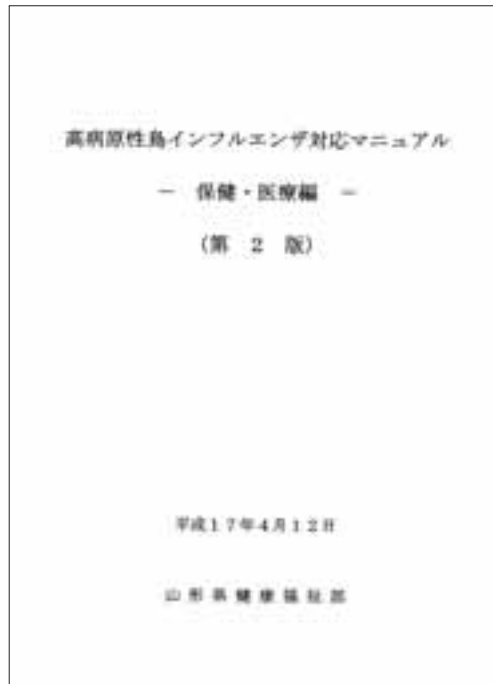 高病原性鳥インフルエンザ対応マニュアル
－ 保健・医療編 －
（第 2 版）
平成17年4月12日
山形県健康福祉部